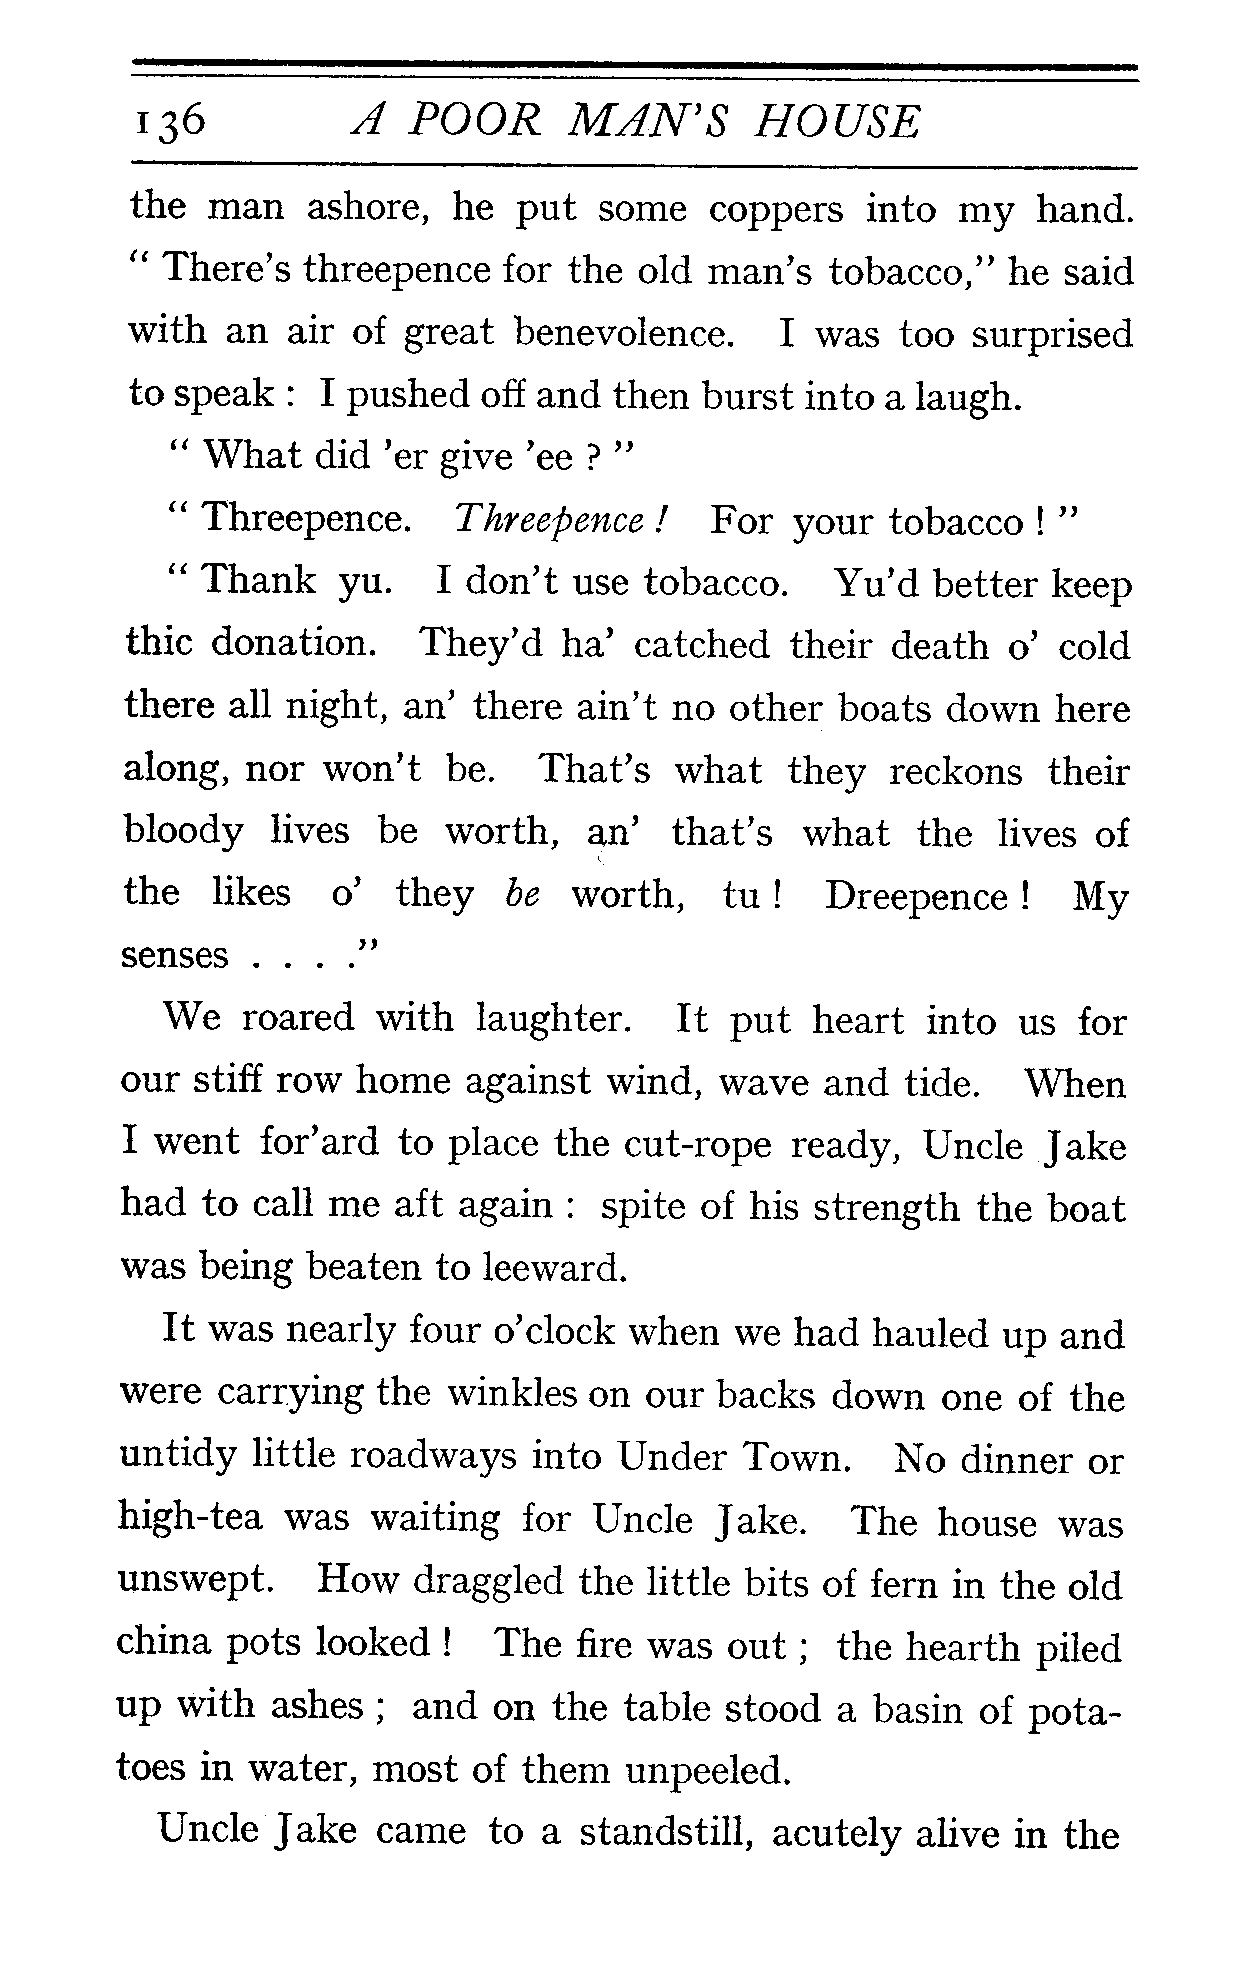 136 A POOR MAN'S HOUSE
the man ashore, he put some coppers into my hand.
" There's threepence for the old man's tobacco," he said
with an air of great benevolence. I was too surprised
to speak : I pushed off and then burst into a laugh.
" What did 'er give 'ee ? "
" Threepence. Threepence ! For your tobacco ! "
" Thank yu. I don't use tobacco. Yu'd better keep
thic donation. They'd ha' catched their death o' cold
there all night, an' there ain't no other boats down here
along, nor won't be. That's what they reckons their
bloody lives be worth, an' that's what the lives of
the likes o' they be worth, tu ! Dreepence ! My
senses . . . ."
We roared with laughter. It put heart into us for
our stiff row home against wind, wave and tide. When
I went for'ard to place the cut-rope ready, Uncle Jake
had to call me aft again : spite of his strength the boat
was being beaten to leeward.
It was nearly four o'clock when we had hauled up and
were carrying the winkles on our backs down one of the
untidy little roadways into Under Town. No dinner or
high-tea was waiting for Uncle Jake. The house was
unswept. How draggled the little bits of fern in the old
china pots looked ! The fire was out ; the hearth piled
up with ashes ; and on the table stood a basin of pota-
toes in water, most of them unpeeled.
Uncle Jake came to a standstill, acutely alive in the